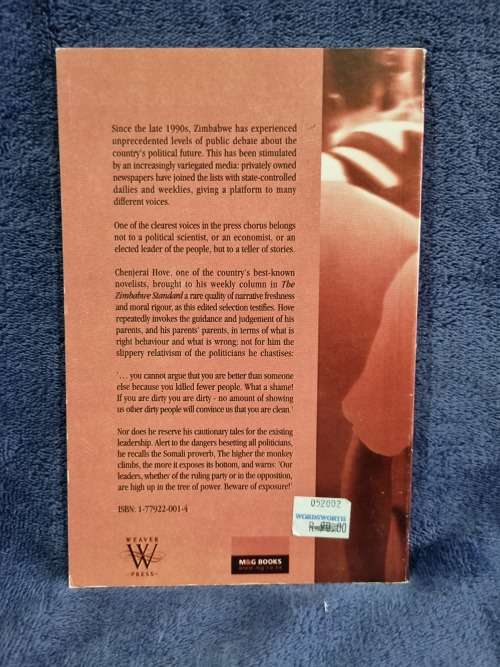 Since the late 1990s, Zimbabwe has experienced
unprecedented levels of public debate about the
country's political future. This has been stimulated
by an increasingly variegated media: privately owned
newspapers have joined the lists with state-controlled
dailies and weeklies, giving a platform to many
different voices.
One of the clearest voices in the press chorus belongs
not to a political scientist, or an economist, or an
elected leader of the people, but to a teller of stories.
Chenjerai Hove, one of the country's best-known
novelists, brought to his weekly column in The
Zimbabwe Standard a rare quality of narrative freshness
and moral rigour, as this edited selection testifies. Hove
repeatedly invokes the guidance and judgement of his
parents, and his parents' parents, in terms of what is
right behaviour and what is wrong; not for him the
slippery relativism of the politicians he chastises:
'… you cannot argue that you are better than someone
else because you killed fewer people. What a shame!
If you are dirty you are dirty - no amount of showing
us other dirty people will convince us that you are clean.'
Nor does he reserve his cautionary tales for the existing
leadership. Alert to the dangers besetting all politicians,
he recalls the Somali proverb, The higher the monkey
climbs, the more it exposes its bottom, and warns: 'Our
leaders, whether of the ruling party or in the opposition,
are high up in the tree of power. Beware of exposure!'
ISBN: 1-77922-001-4
052002
WORDSWORTH
WEAVER
W
PRESS
M&G BOOKS